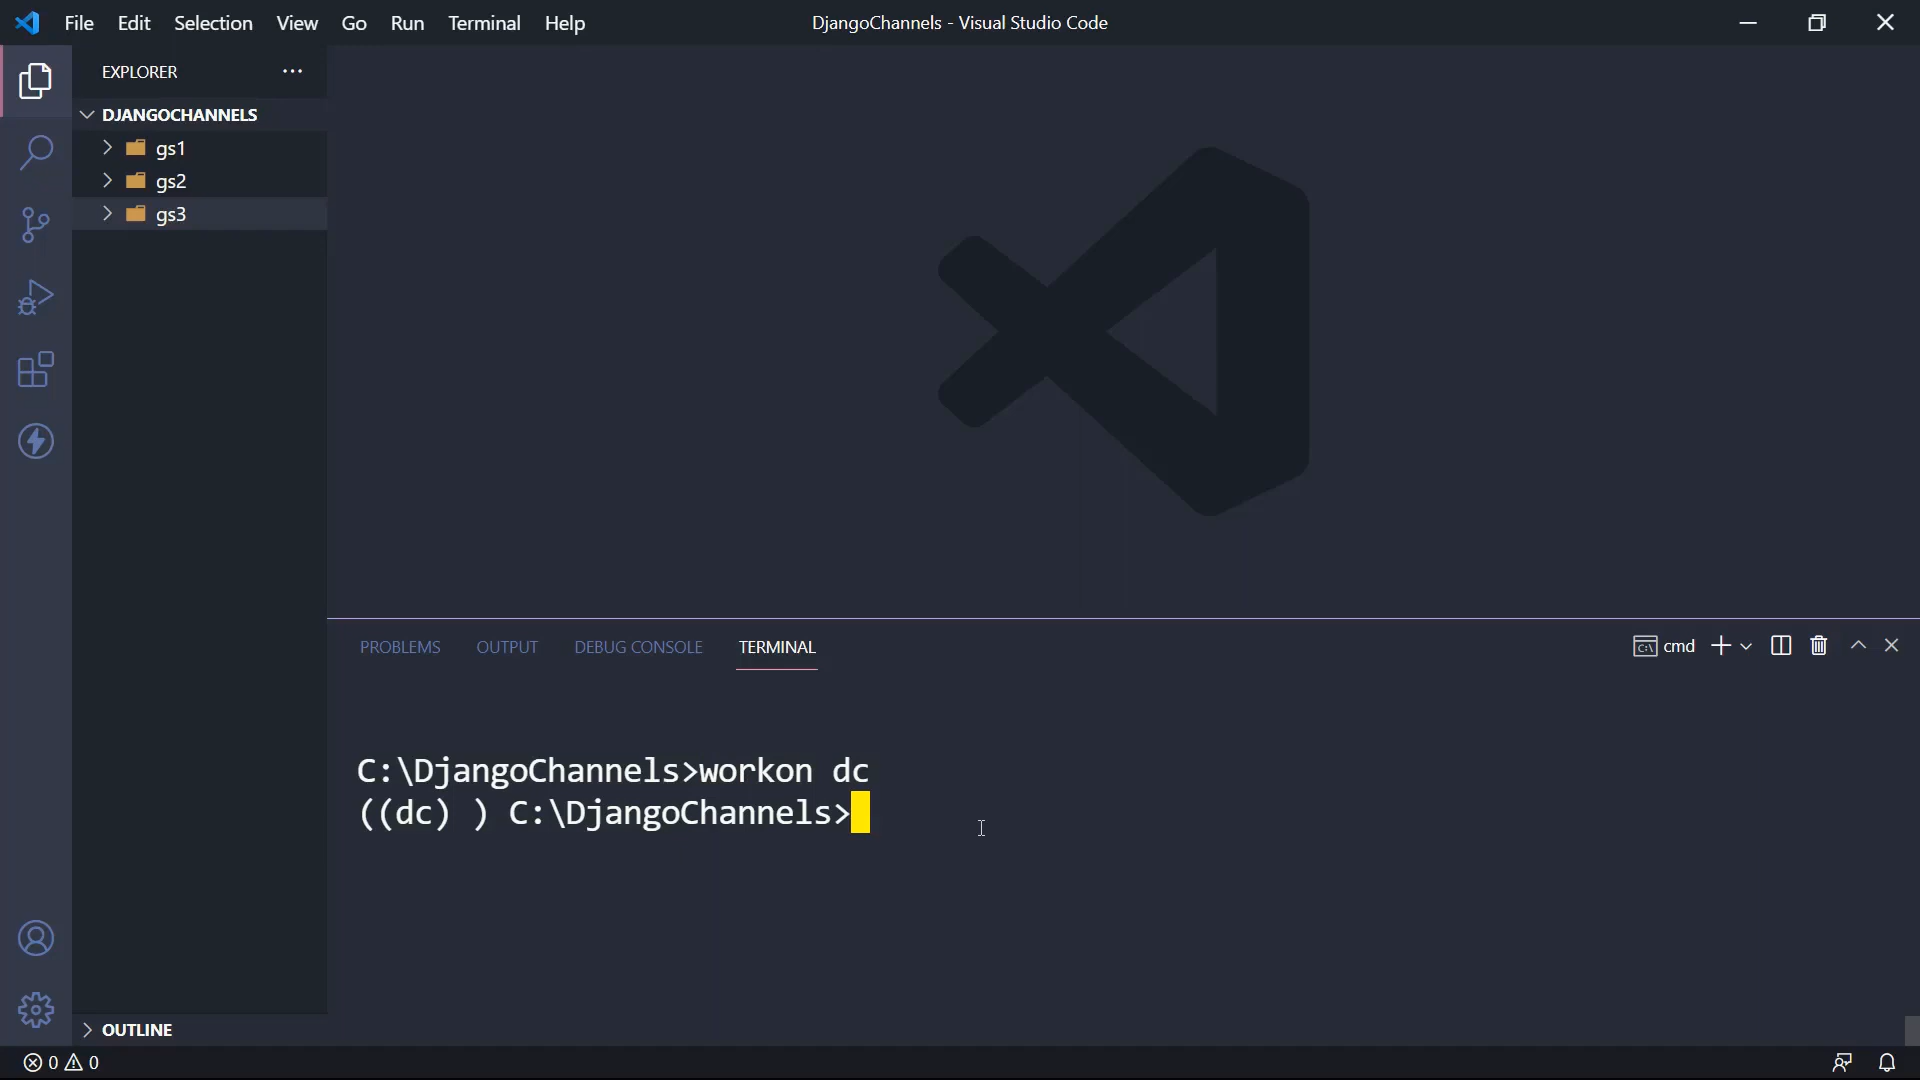 File Edit Selection View Go Run Terminal Help
DjangoChannels - Visual Studio Code
EXPLORER
DJANGOCHANNELS
gs1
gs2
gs3
PROBLEMS OUTPUT DEBUG CONSOLE TERMINAL
cmd
C:\DjangoChannels>workon dc
((dc) ) C:\DjangoChannels>
OUTLINE
0 0